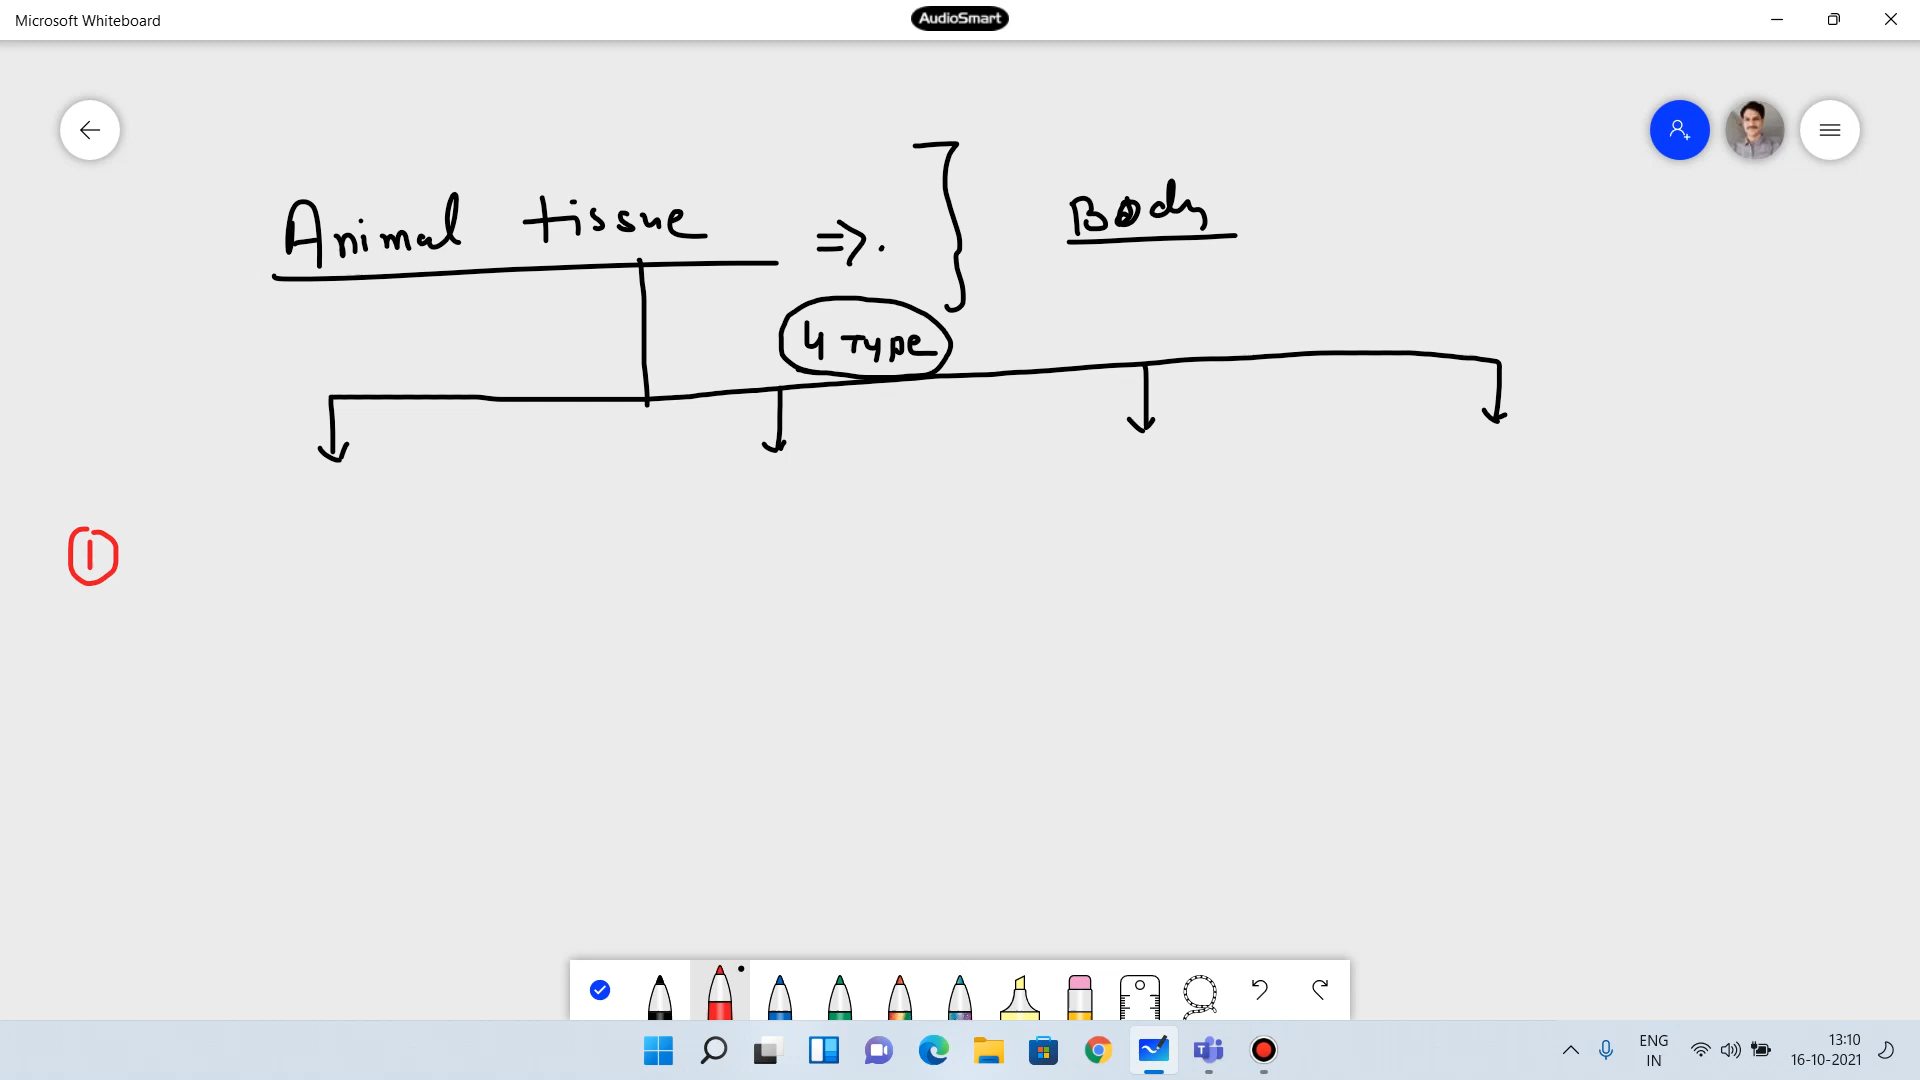 Microsoft Whiteboard
AudioSmart
Animal tissue => . ] Body
4 Type
1
ENG
IN
13:10
16-10-2021